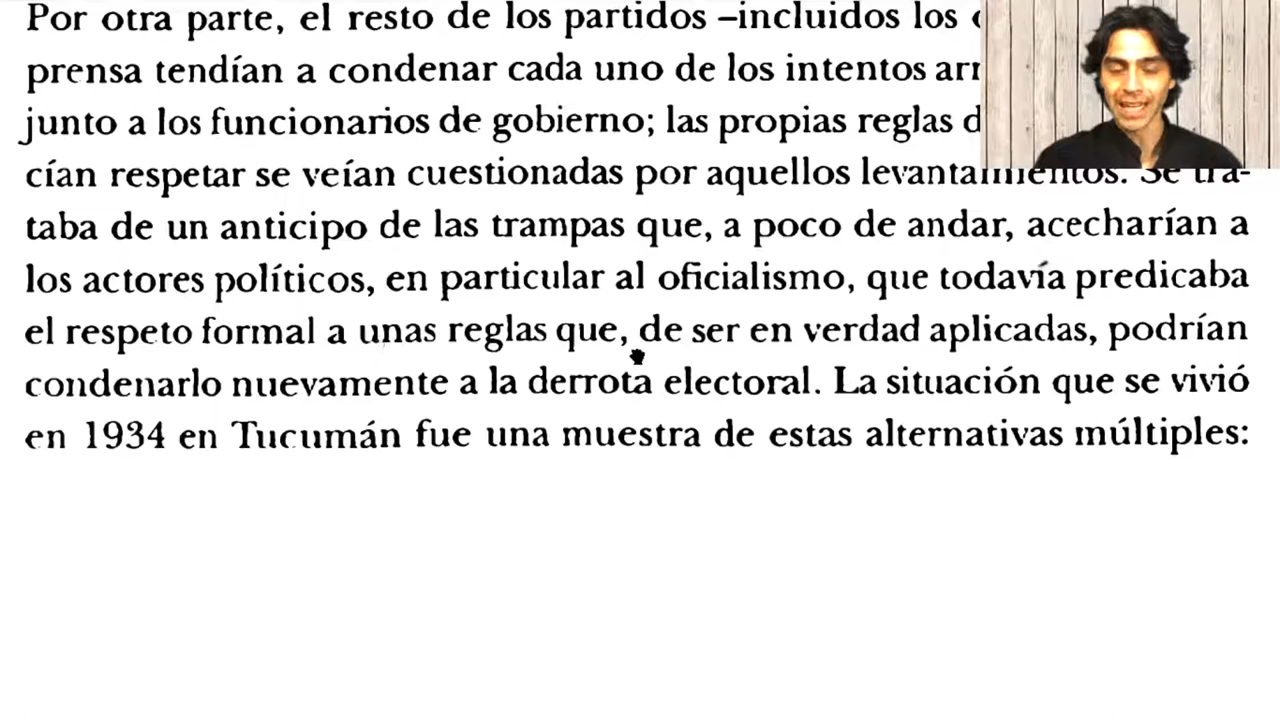 Por otra parte, el resto de los partidos –incluidos los
prensa tendían a condenar cada uno de los intentos
junto a los funcionarios de gobierno; las propias reglas
cían respetar se veían cuestionadas por aquellos levantamientos. Se tra-
taba de un anticipo de las trampas que, a poco de andar, acecharían a
los actores políticos, en particular al oficialismo, que todavía predicaba
el respeto formal a unas reglas que, de ser en verdad aplicadas, podrían
condenarlo nuevamente a la derrota electoral. La situación que se vivió
en 1934 en Tucumán fue una muestra de estas alternativas múltiples: